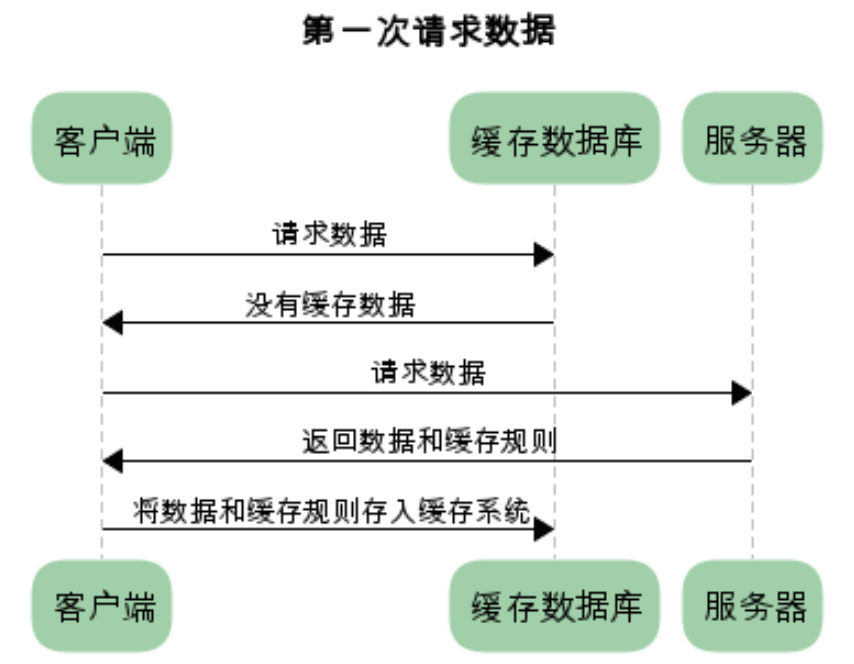 第一次请求数据
客户端
缓存数据库
服务器
请求数据
没有缓存数据
请求数据
返回数据和缓存规则
将数据和缓存规则存入缓存系统
客户端
缓存数据库
服务器